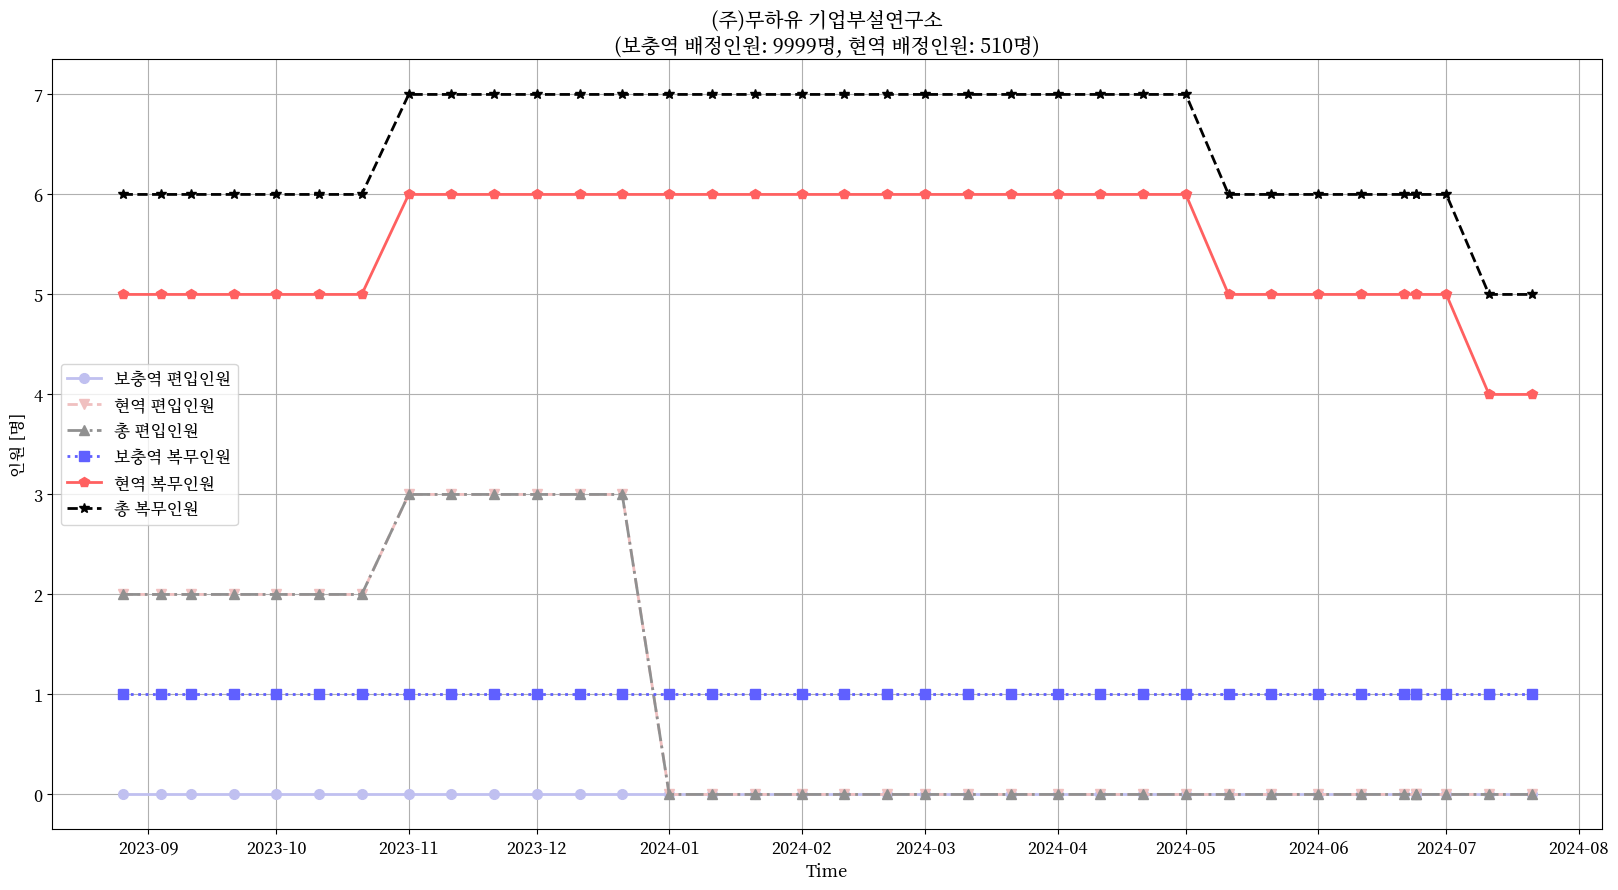 (주)무하유 기업부설연구소
(보충역 배정인원: 9999명, 현역 배정인원: 510명)
7
6
5
4
3
2
1
0
인원 [명]
보충역 편입인원
현역 편입인원
총 편입인원
보충역 복무인원
현역 복무인원
총 복무인원
2023-09 2023-10 2023-11 2023-12 2024-01 2024-02 2024-03 2024-04 2024-05 2024-06 2024-07 2024-08
Time